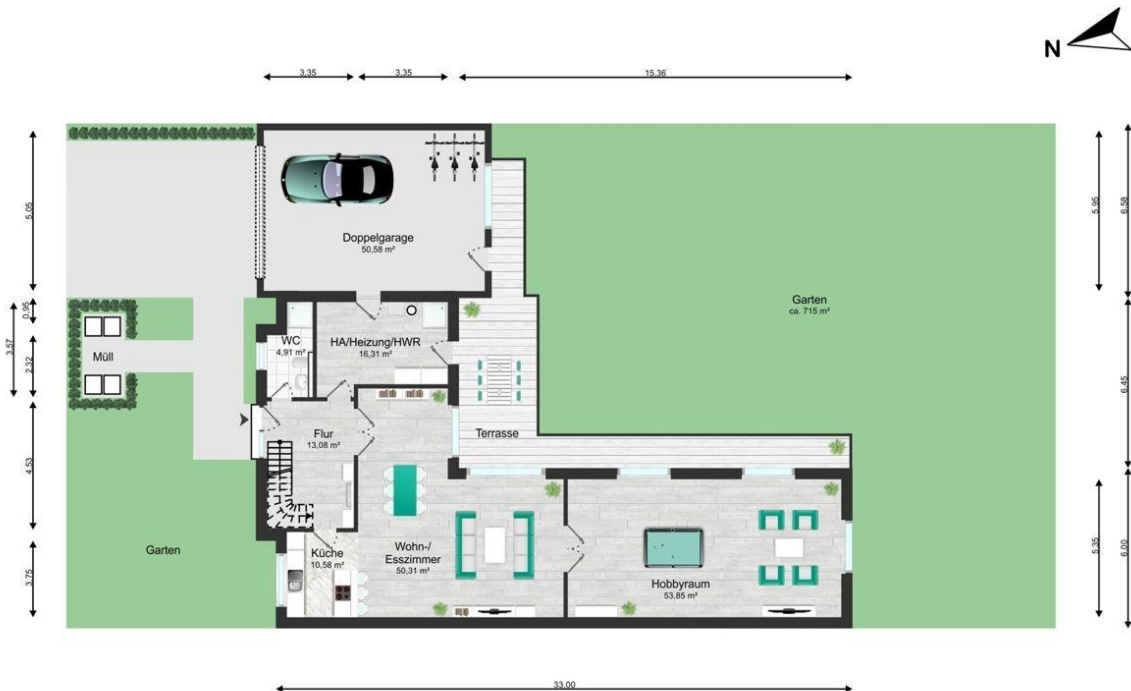 N
3,35
3,35
15,36
5,05
0,95
3,57
2,32
4,53
3,75
Doppelgarage
50,58 m²
WC
4,91 m²
HA/Heizung/HWR
16,31 m²
Müll
Flur
13,08 m²
Terrasse
Garten
ca. 715 m²
Garten
Küche
10,58 m²
Wohn-/
Esszimmer
50,31 m²
Hobbyraum
53,85 m²
5,95
6,58
6,45
5,35
6,00
33,00